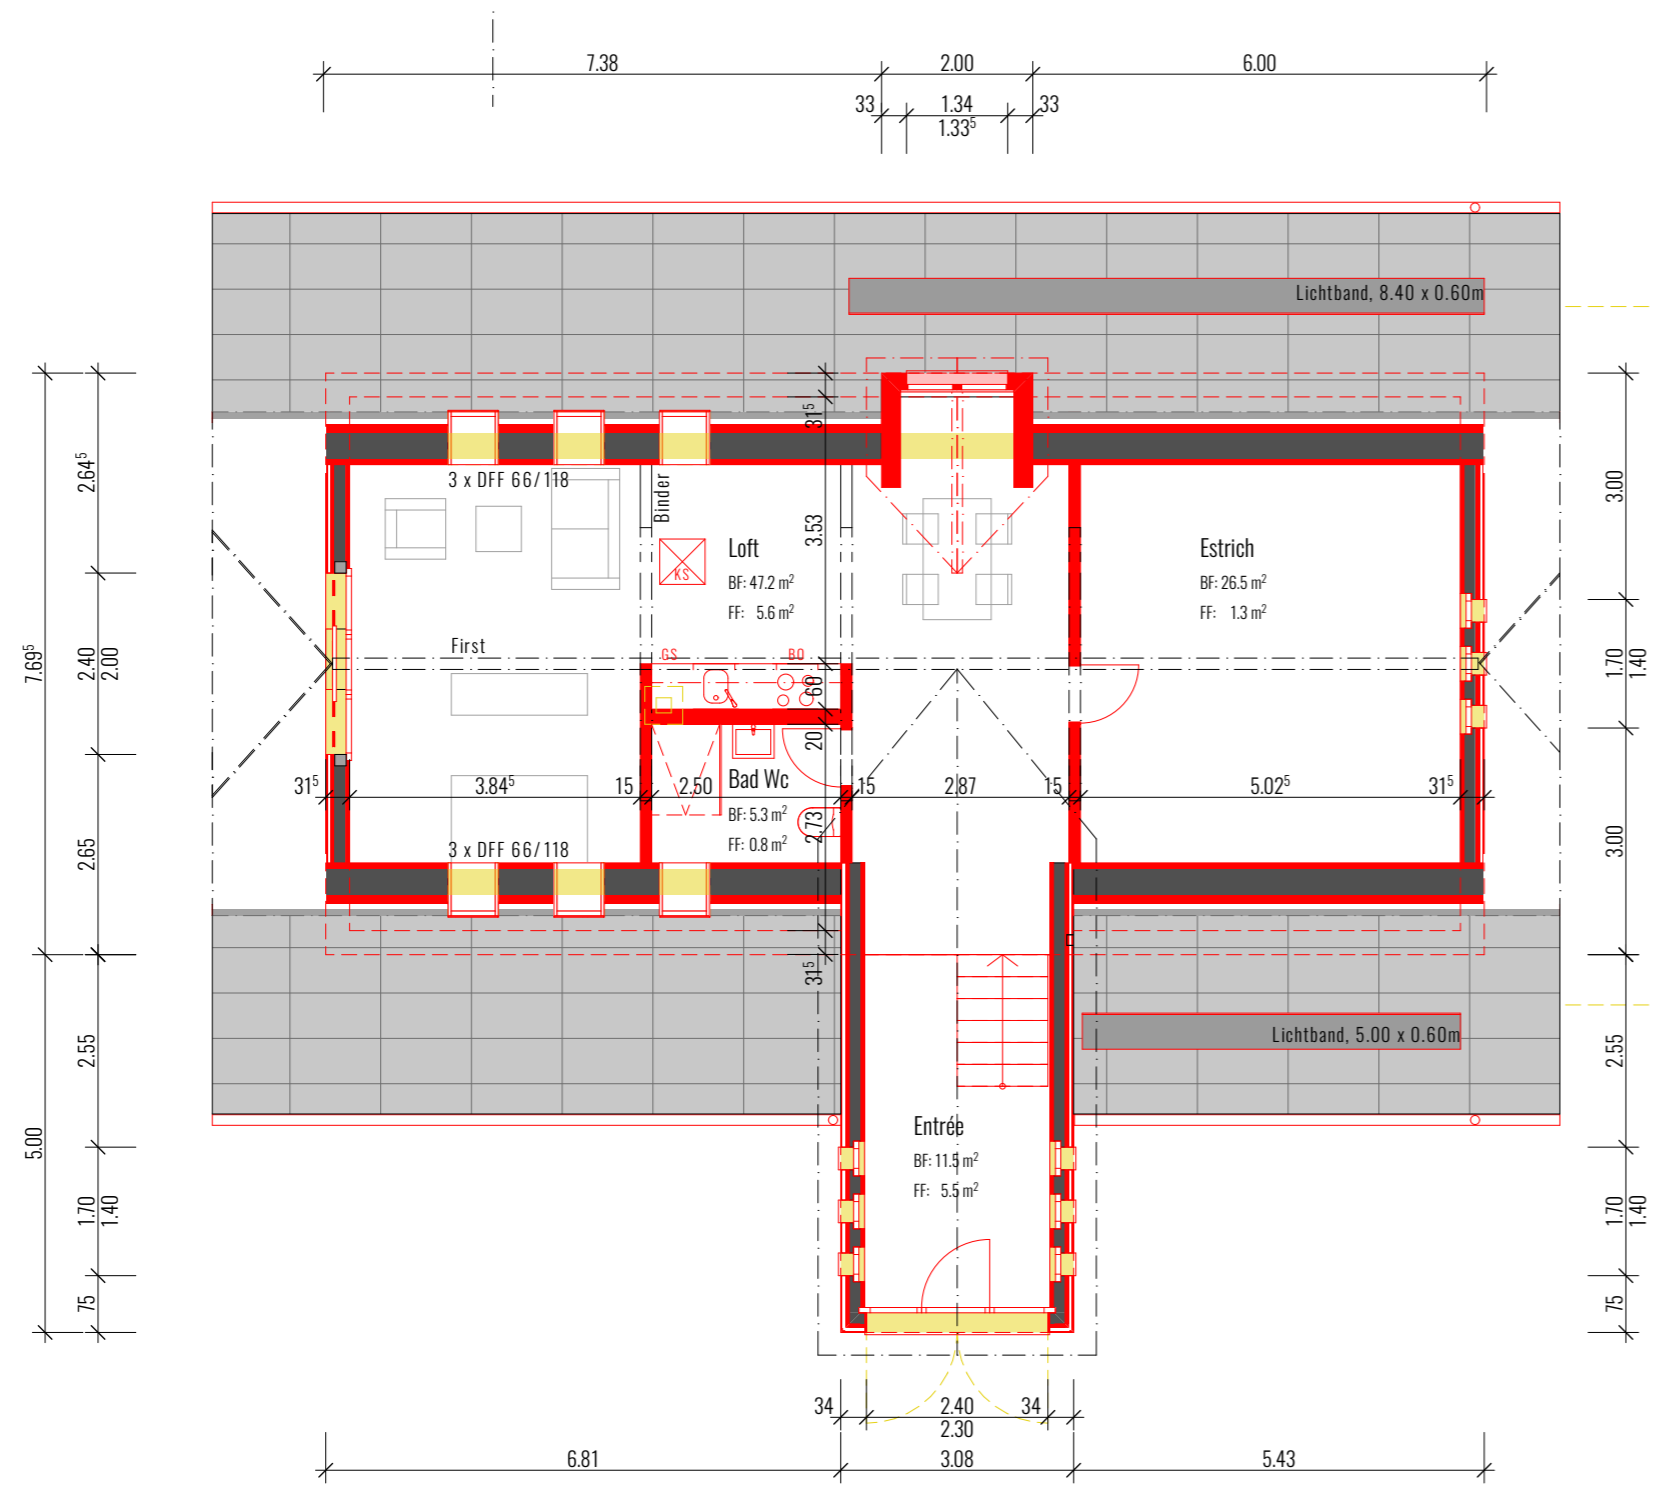 7.38
2.00
6.00
33
1.34
33
1.33⁵
Lichtband, 8.40 x 0.60m
31⁵
3 x DFF 66/118
Binder
2.64⁵
3.00
3.53
Loft
BF: 47.2 m²
FF: 5.6 m²
KS
Estrich
BF: 26.5 m²
FF: 1.3 m²
First
GS
BO
7.69⁵
2.40
2.00
1.70
1.40
60
20
Bad Wc
BF: 5.3 m²
FF: 0.8 m²
31⁵
3.84⁵
15
2.50
15
2.87
15
5.02⁵
31⁵
2.73
2.65
3.00
3 x DFF 66/118
31⁵
2.55
2.55
Lichtband, 5.00 x 0.60m
Entrée
BF: 11.5 m²
FF: 5.5 m²
5.00
1.70
1.40
1.70
1.40
75
75
34
2.40
34
2.30
6.81
3.08
5.43